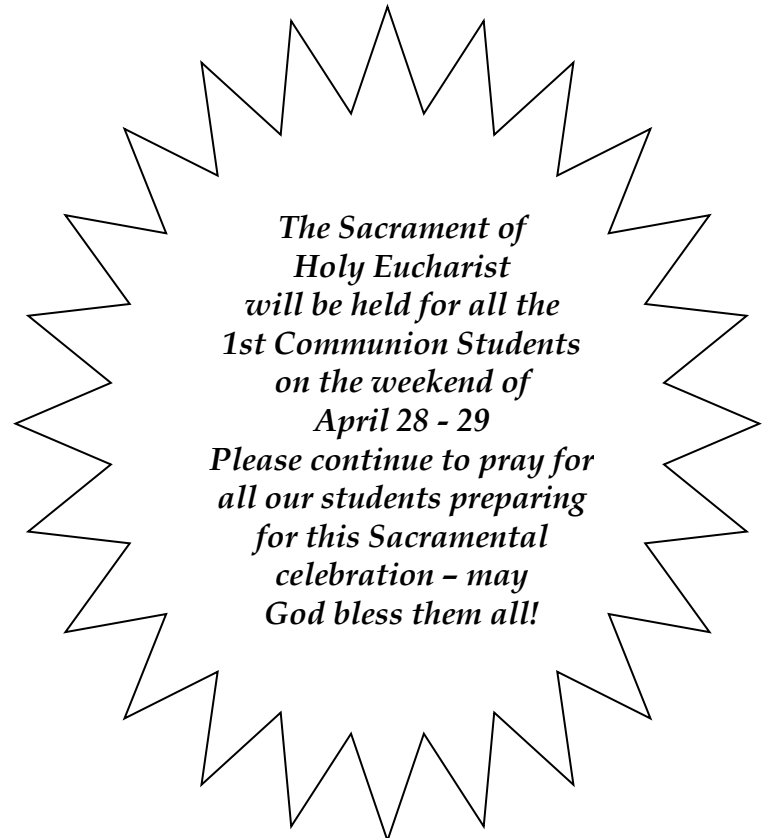 The Sacrament of
Holy Eucharist
will be held for all the
1st Communion Students
on the weekend of
April 28 - 29
Please continue to pray for
all our students preparing
for this Sacramental
celebration – may
God bless them all!